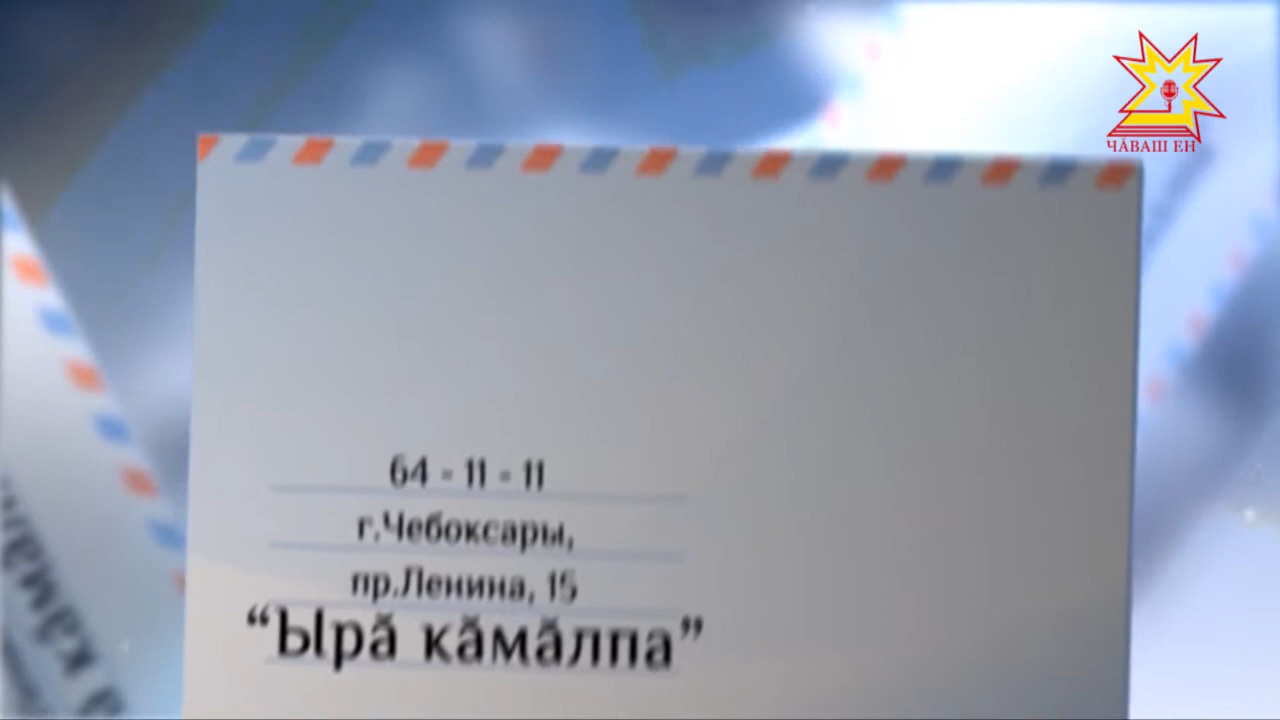 ЧӐВАШ ЕН
64 - 11 - 11
г.Чебоксары,
пр.Ленина, 15
“Ырӑ кӑмӑлпа”